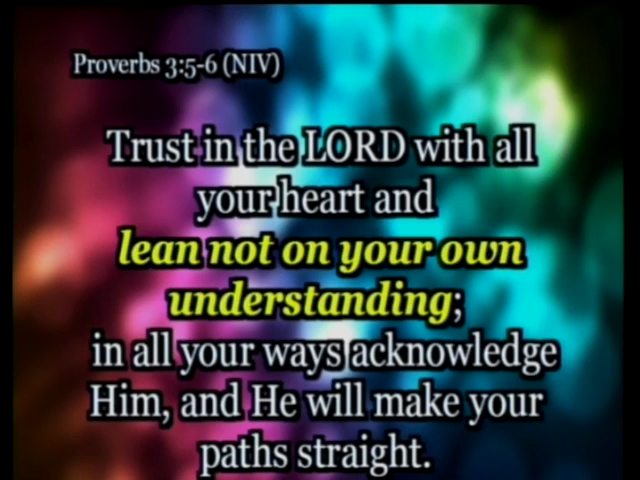 Proverbs 3:5-6 (NIV)
Trust in the LORD with all
your heart and
lean not on your own
understanding;
in all your ways acknowledge
Him, and He will make your
paths straight.